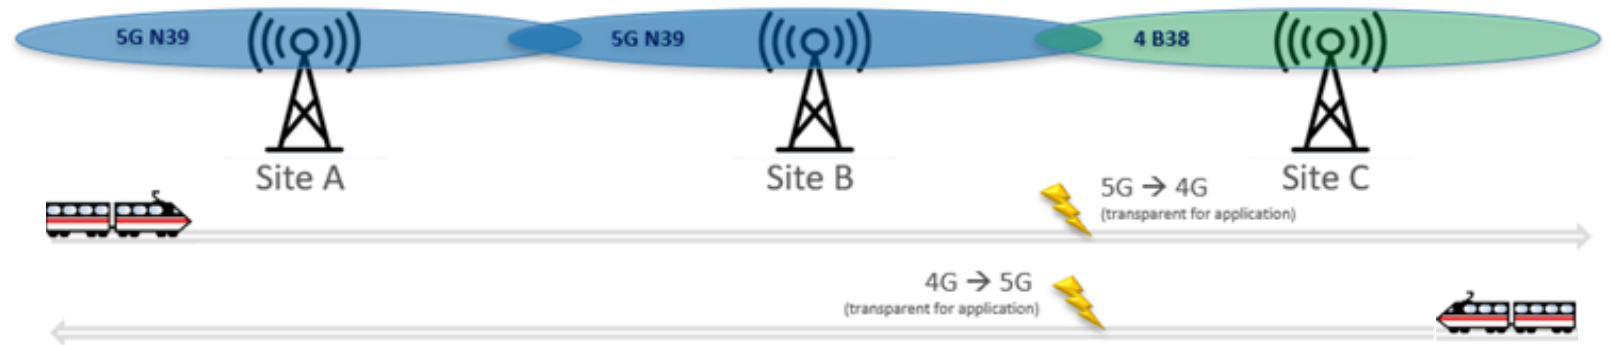 5G N39
5G N39
4 B38
Site A
Site B
Site C
5G → 4G
(transparent for application)
4G → 5G
(transparent for application)